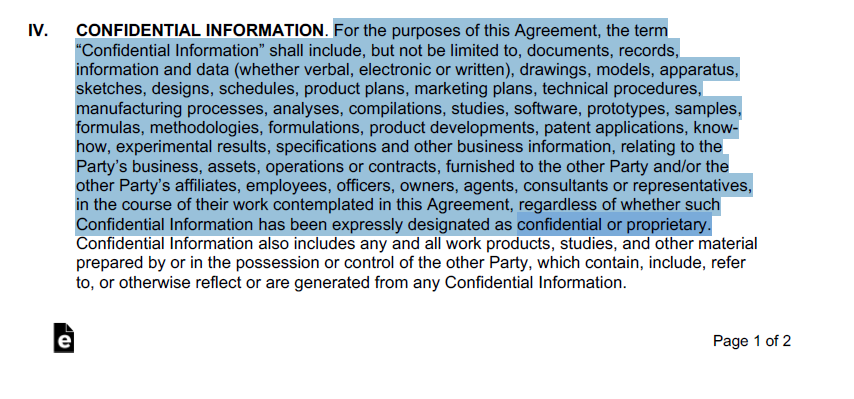 IV. CONFIDENTIAL INFORMATION. For the purposes of this Agreement, the term
“Confidential Information” shall include, but not be limited to, documents, records,
information and data (whether verbal, electronic or written), drawings, models, apparatus,
sketches, designs, schedules, product plans, marketing plans, technical procedures,
manufacturing processes, analyses, compilations, studies, software, prototypes, samples,
formulas, methodologies, formulations, product developments, patent applications, know-
how, experimental results, specifications and other business information, relating to the
Party’s business, assets, operations or contracts, furnished to the other Party and/or the
other Party’s affiliates, employees, officers, owners, agents, consultants or representatives,
in the course of their work contemplated in this Agreement, regardless of whether such
Confidential Information has been expressly designated as confidential or proprietary.
Confidential Information also includes any and all work products, studies, and other material
prepared by or in the possession or control of the other Party, which contain, include, refer
to, or otherwise reflect or are generated from any Confidential Information.
e
Page 1 of 2